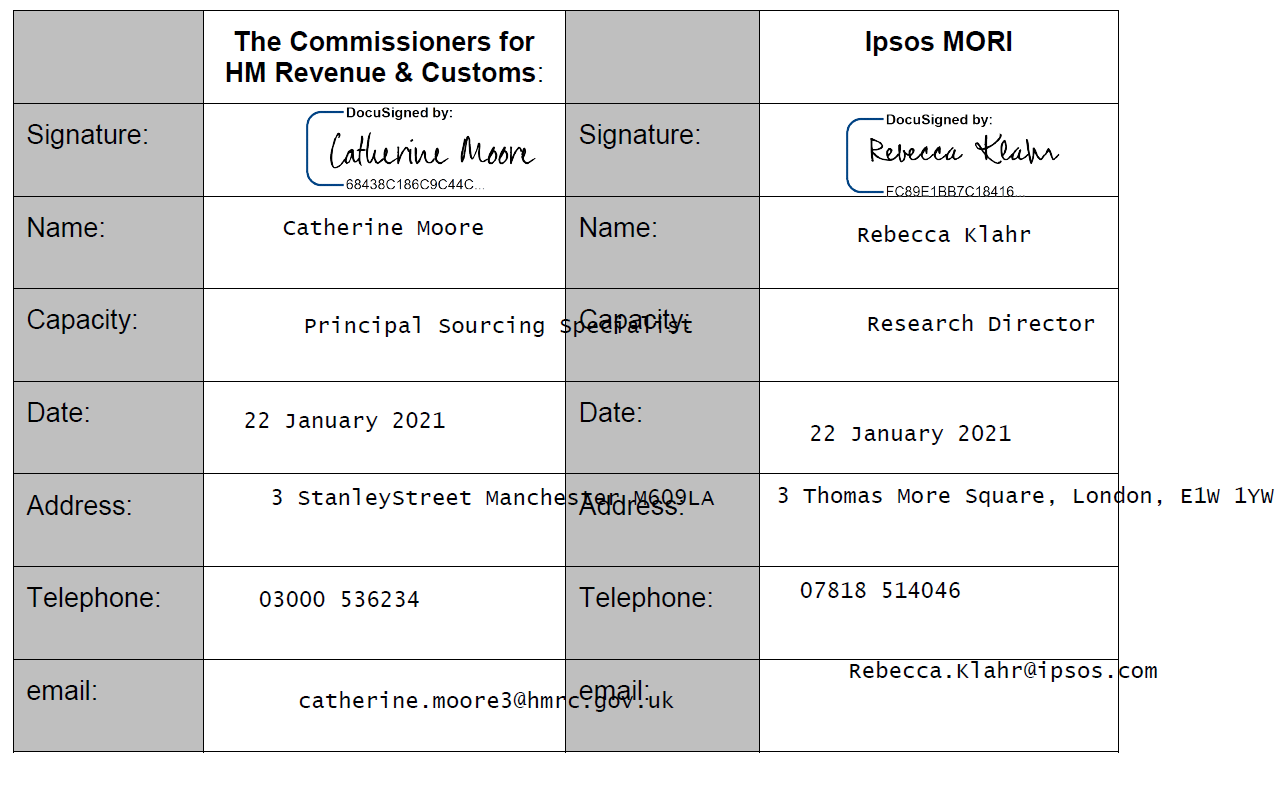 The Commissioners for
HM Revenue & Customs:
Ipsos MORI
Signature:
DocuSigned by:
Catherine Moore
68438C186C9C44C...
Signature:
DocuSigned by:
Rebecca Klahr
FC89E1BB7C18416...
Name:
Catherine Moore
Name:
Rebecca Klahr
Capacity:
Principal Sourcing Specialist
Capacity:
Research Director
Date:
22 January 2021
Date:
22 January 2021
Address:
3 StanleyStreet Manchester M609LA
Address:
3 Thomas More Square, London, E1W 1YW
Telephone:
03000 536234
Telephone:
07818 514046
email:
catherine.moore3@hmrc.gov.uk
email:
Rebecca.Klahr@ipsos.com